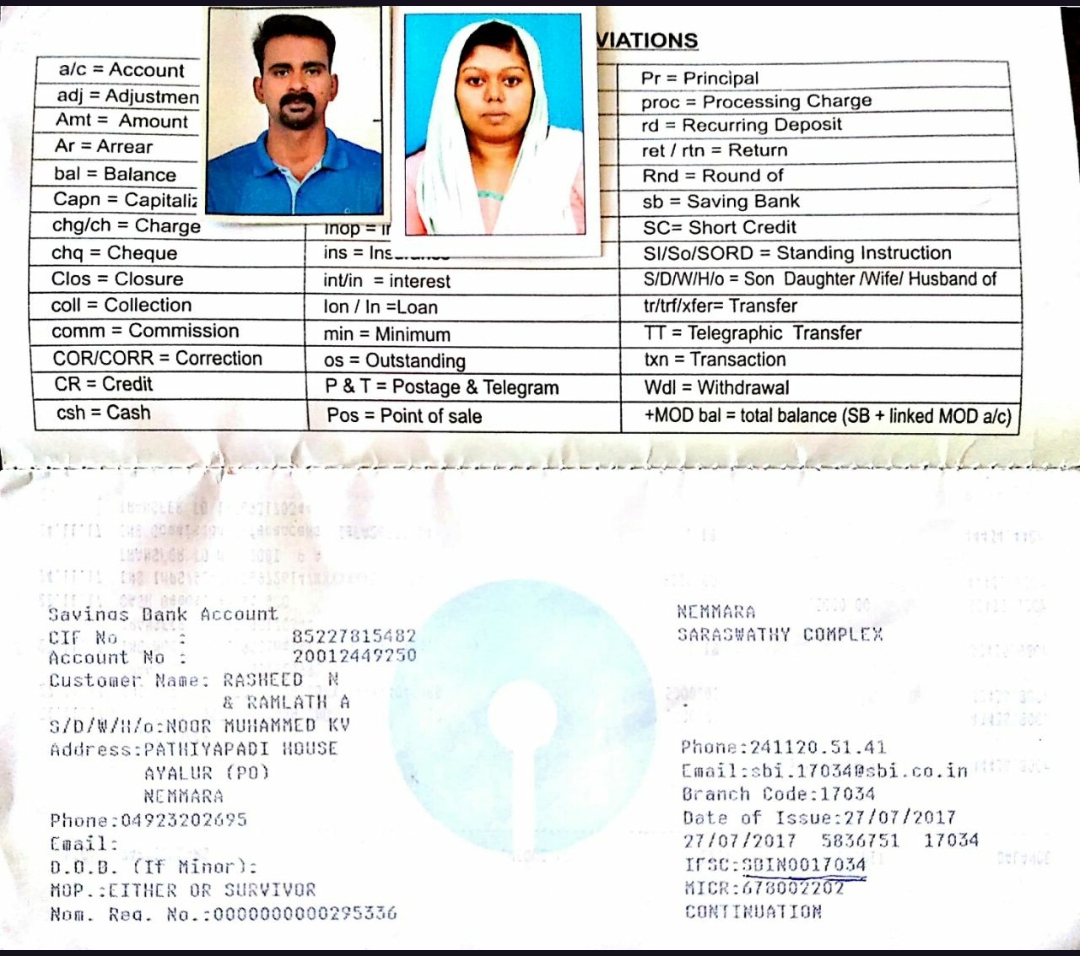 VIATIONS
a/c = Account
adj = Adjustmen
Amt = Amount
Ar = Arrear
bal = Balance
Capn = Capitaliz
chg/ch = Charge
chq = Cheque
Clos = Closure
coll = Collection
comm = Commission
COR/CORR = Correction
CR = Credit
csh = Cash
Inop =
ins =
int/in = interest
lon / ln =Loan
min = Minimum
os = Outstanding
P & T = Postage & Telegram
Pos = Point of sale
Pr = Principal
proc = Processing Charge
rd = Recurring Deposit
ret / rtn = Return
Rnd = Round of
sb = Saving Bank
SC= Short Credit
SI/So/SORD = Standing Instruction
S/D/W/H/o = Son Daughter /Wife/ Husband of
tr/trf/xfer= Transfer
TT = Telegraphic Transfer
txn = Transaction
Wdl = Withdrawal
+MOD bal = total balance (SB + linked MOD a/c)
Savings Bank Account
CIF No. : 85227815482
Account No : 20012449250
Customer Name: RASHEED N
& RAMLATH A
S/D/W/H/o:NOOR MUHAMMED KV
Address:PATHIYAPADI HOUSE
AYALUR (PO)
NEMMARA
Phone:04923202695
Email:
D.O.B. (If Minor):
MOP.:EITHER OR SURVIVOR
Nom. Reg. No.:0000000000295336
NEMMARA
SARASWATHY COMPLEX
Phone:241120.51.41
Email:sbi.17034@sbi.co.in
Branch Code:17034
Date of Issue:27/07/2017
27/07/2017 5836751 17034
IFSC:SBIN0017034
MICR:678002202
CONTINUATION